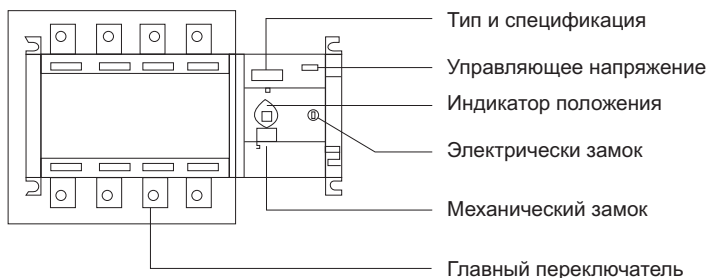 Тип и спецификация
Управляющее напряжение
Индикатор положения
Электрически замок
Механический замок
Главный переключатель